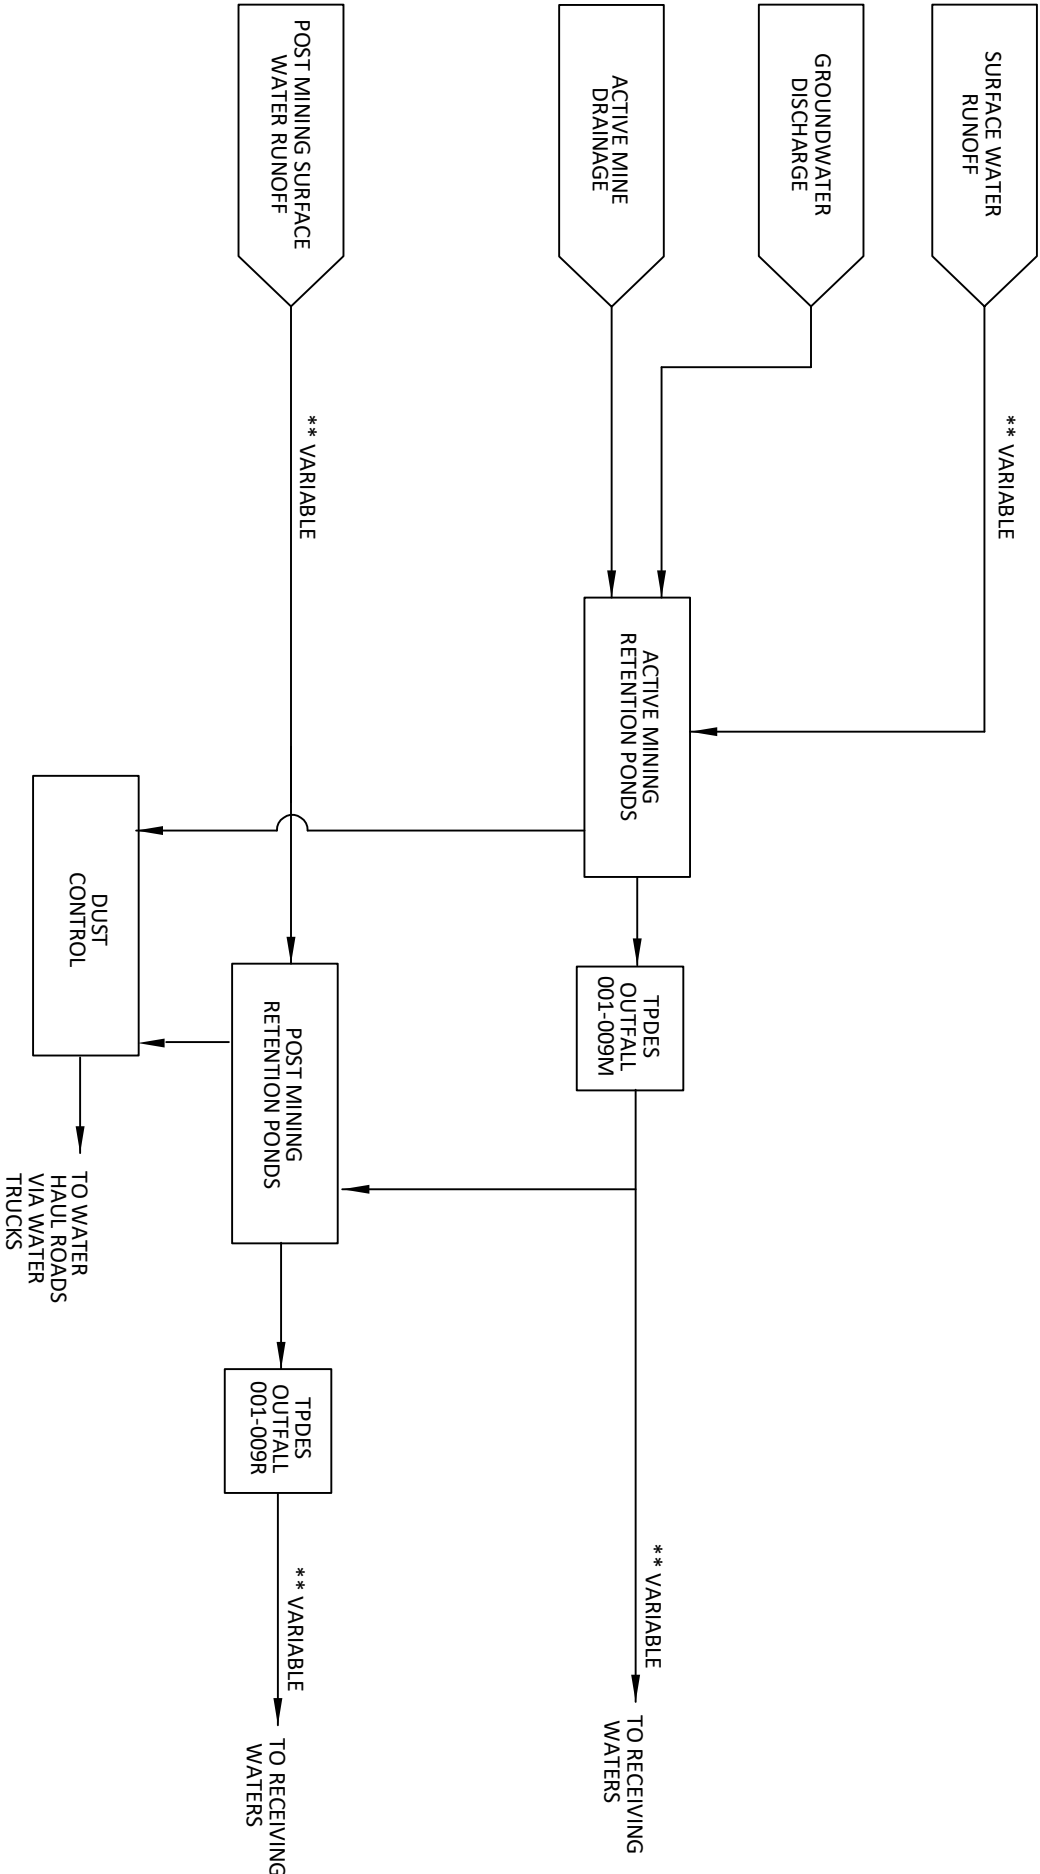 SURFACE WATER
RUNOFF
** VARIABLE
GROUNDWATER
DISCHARGE
ACTIVE MINE
DRAINAGE
ACTIVE MINING
RETENTION PONDS
TPDES
OUTFALL
001-009M
** VARIABLE
TO RECEIVING
WATERS
POST MINING SURFACE
WATER RUNOFF
** VARIABLE
POST MINING
RETENTION PONDS
TPDES
OUTFALL
001-009R
** VARIABLE
TO RECEIVING
WATERS
DUST
CONTROL
TO WATER
HAUL ROADS
VIA WATER
TRUCKS